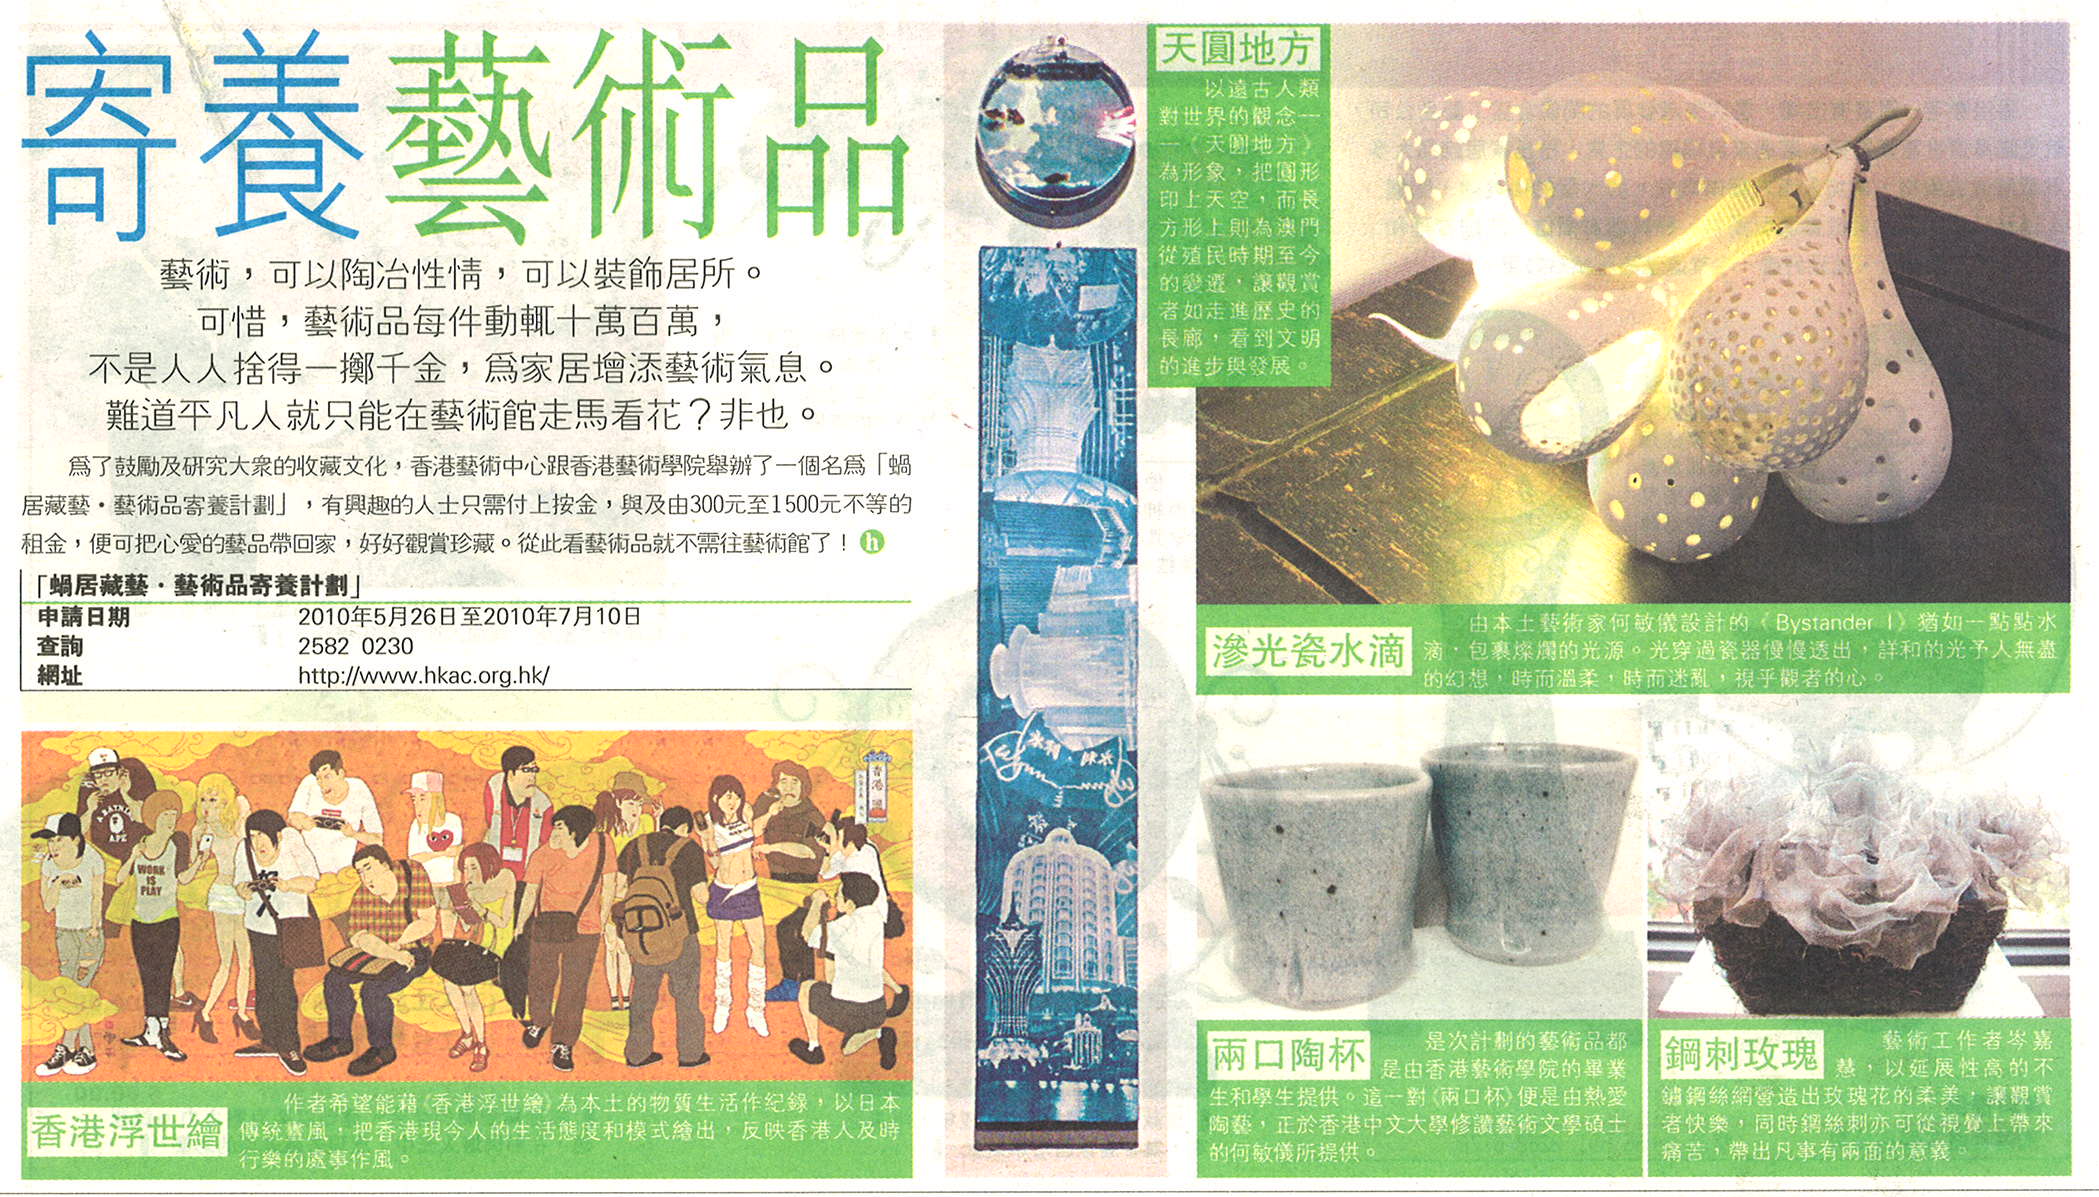 寄養藝術品
藝術，可以陶冶性情，可以裝飾居所。
可惜，藝術品每件動輒十萬百萬，
不是人人捨得一擲千金，爲家居增添藝術氣息。
難道平凡人就只能在藝術館走馬看花？非也。
爲了鼓勵及研究大衆的收藏文化，香港藝術中心跟香港藝術學院舉辦了一個名爲「蝸
居藏藝・藝術品寄養計劃」，有興趣的人士只需付上按金，與及由300元至1500元不等的
租金，便可把心愛的藝品帶回家，好好觀賞珍藏。從此看藝術品就不需往藝術館了！h
「蝸居藏藝・藝術品寄養計劃」
申請日期 2010年5月26日至2010年7月10日
查詢 2582 0230
網址 http://www.hkac.org.hk/
A BATHING
APE
WORK
IS
PLAY
香港
香港浮世繪
作者希望能藉《香港浮世繪》為本土的物質生活作紀錄，以日本
傳統畫風，把香港現今人的生活態度和模式繪出，反映香港人及時
行樂的處事作風。
天圓地方
以遠古人類
對世界的觀念—
—《天圓地方》
為形象，把圓形
印上天空，而長
方形上則為澳門
從殖民時期至今
的變遷，讓觀賞
者如走進歷史的
長廊，看到文明
的進步與發展。
永利
Wynn
滲光瓷水滴
由本土藝術家何敏儀設計的《Bystander I》猶如一點點水
滴，包裹燦爛的光源。光穿過瓷器慢慢透出，詳和的光予人無盡
的幻想，時而溫柔，時而迷亂，視乎觀者的心。
兩口陶杯
是次計劃的藝術品都
是由香港藝術學院的畢業
生和學生提供。這一對《兩口杯》便是由熱愛
陶藝，正於香港中文大學修讀藝術文學碩士
的何敏儀所提供。
鋼刺玫瑰
藝術工作者岑嘉
慧，以延展性高的不
鏽鋼絲網營造出玫瑰花的柔美，讓觀賞
者快樂，同時鋼絲刺亦可從視覺上帶來
痛苦，帶出凡事有兩面的意義。